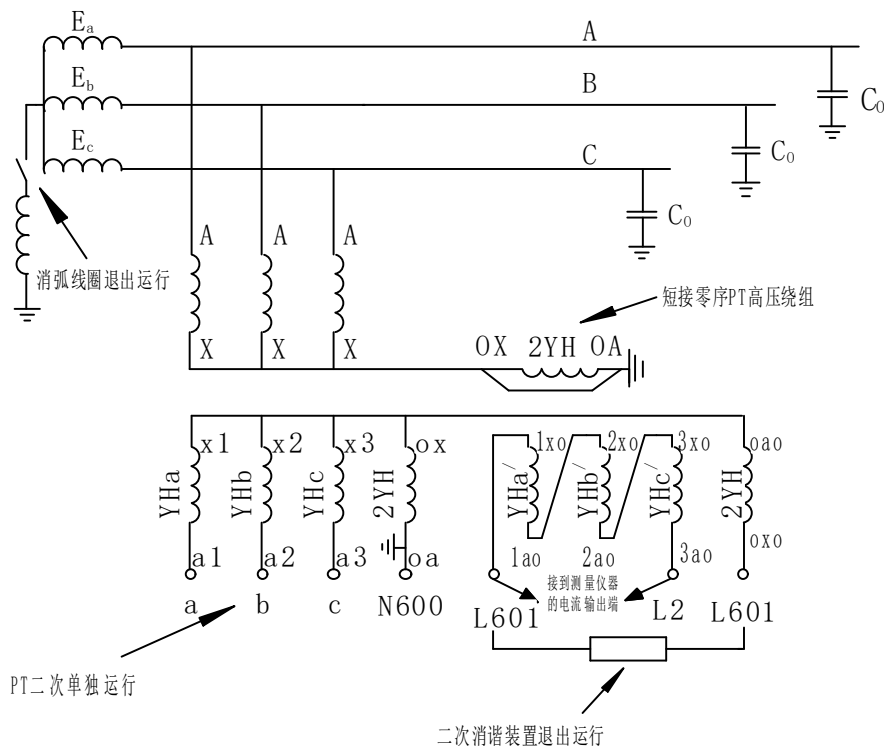 Ea
A
Eb
B
C0
Ec
C
C0
C0
A A A
消弧线圈退出运行
短接零序PT高压绕组
X X X
OX 2YH OA
x1 x2 x3 ox 1xo 2xo 3xo oao
YHa YHb YHc 2YH YHa′ YHb′ YHc′ 2YH
a1 a2 a3 oa 1ao 2ao 3ao oxo
接到测量仪器
的电流输出端
a b c N600 L601 L2 L601
PT二次单独运行
二次消谐装置退出运行